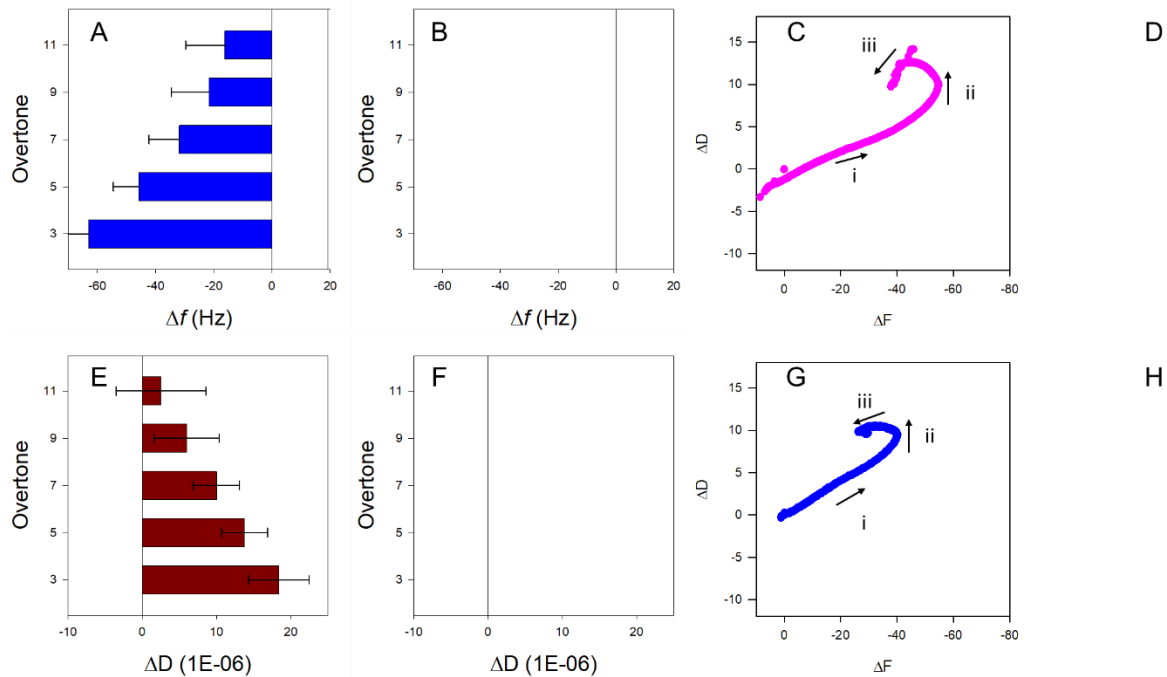 A
Overtone
11
9
7
5
3
-60 -40 -20 0 20
Δf (Hz)
B
Overtone
11
9
7
5
3
-60 -40 -20 0 20
Δf (Hz)
C
ΔD
15
10
5
0
-5
-10
iii
ii
i
0 -20 -40 -60 -80
ΔF
D
E
Overtone
11
9
7
5
3
-10 0 10 20
ΔD (1E-06)
F
Overtone
11
9
7
5
3
-10 0 10 20
ΔD (1E-06)
G
ΔD
15
10
5
0
-5
-10
iii
ii
i
0 -20 -40 -60 -80
ΔF
H